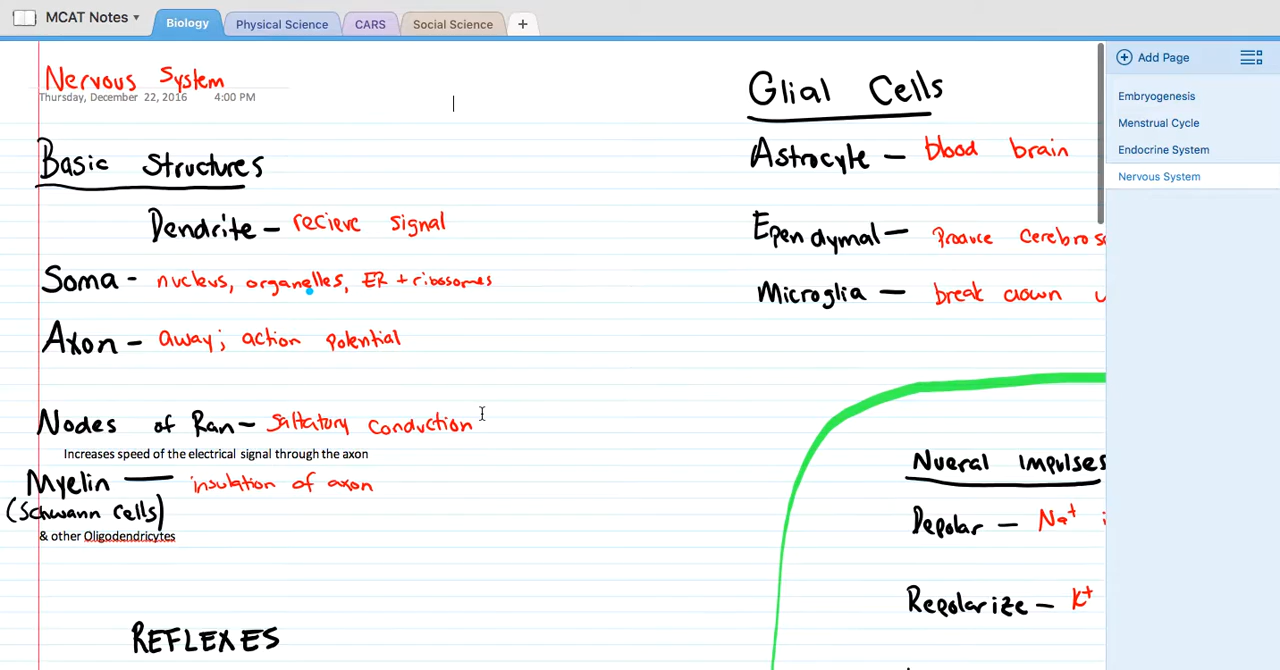 MCAT Notes
Biology
Physical Science
CARS
Social Science
+
Nervous System
Thursday, December 22, 2016 4:00 PM
Basic Structures
Dendrite – recieve signal
Soma - nucleus, organelles, ER + ribosomes
Axon – away; action potential
Nodes of Ran – Saltatory conduction
Increases speed of the electrical signal through the axon
Myelin — insulation of axon
(Schwann Cells)
& other Oligodendricytes
REFLEXES
Glial Cells
Astrocyte – blood brain
Ependymal – Produce cerebros
Microglia – break down
Nueral Impulses
Depolar – Na+ i
Repolarize – K+
Add Page
Embryogenesis
Menstrual Cycle
Endocrine System
Nervous System